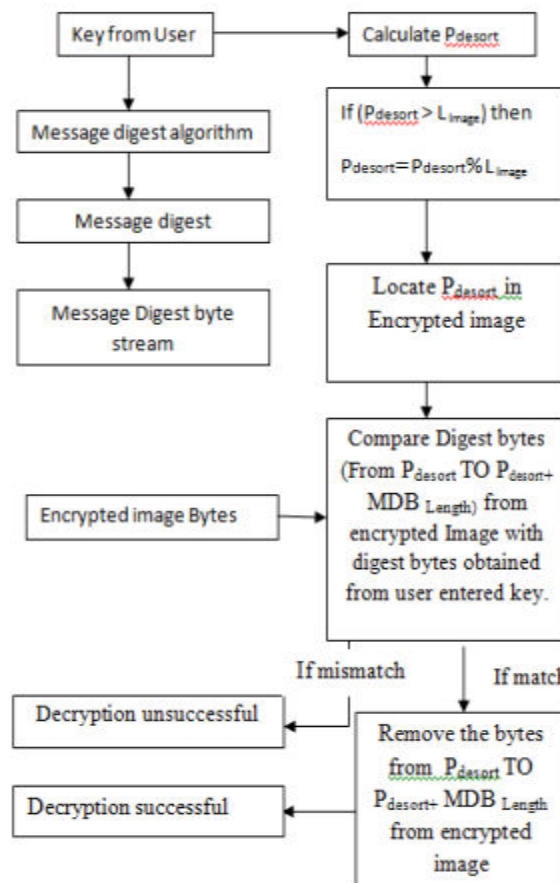 Key from User
Calculate Pdesort
Message digest algorithm
If (Pdesort > LImage) then
Pdesort=Pdesort%LImage
Message digest
Message Digest byte
stream
Locate Pdesort in
Encrypted image
Encrypted image Bytes
Compare Digest bytes
(From Pdesort TO Pdesort+
MDB Length) from
encrypted Image with
digest bytes obtained
from user entered key.
If mismatch
If match
Decryption unsuccessful
Remove the bytes
from Pdesort TO
Pdesort+ MDB Length
from encrypted
image
Decryption successful